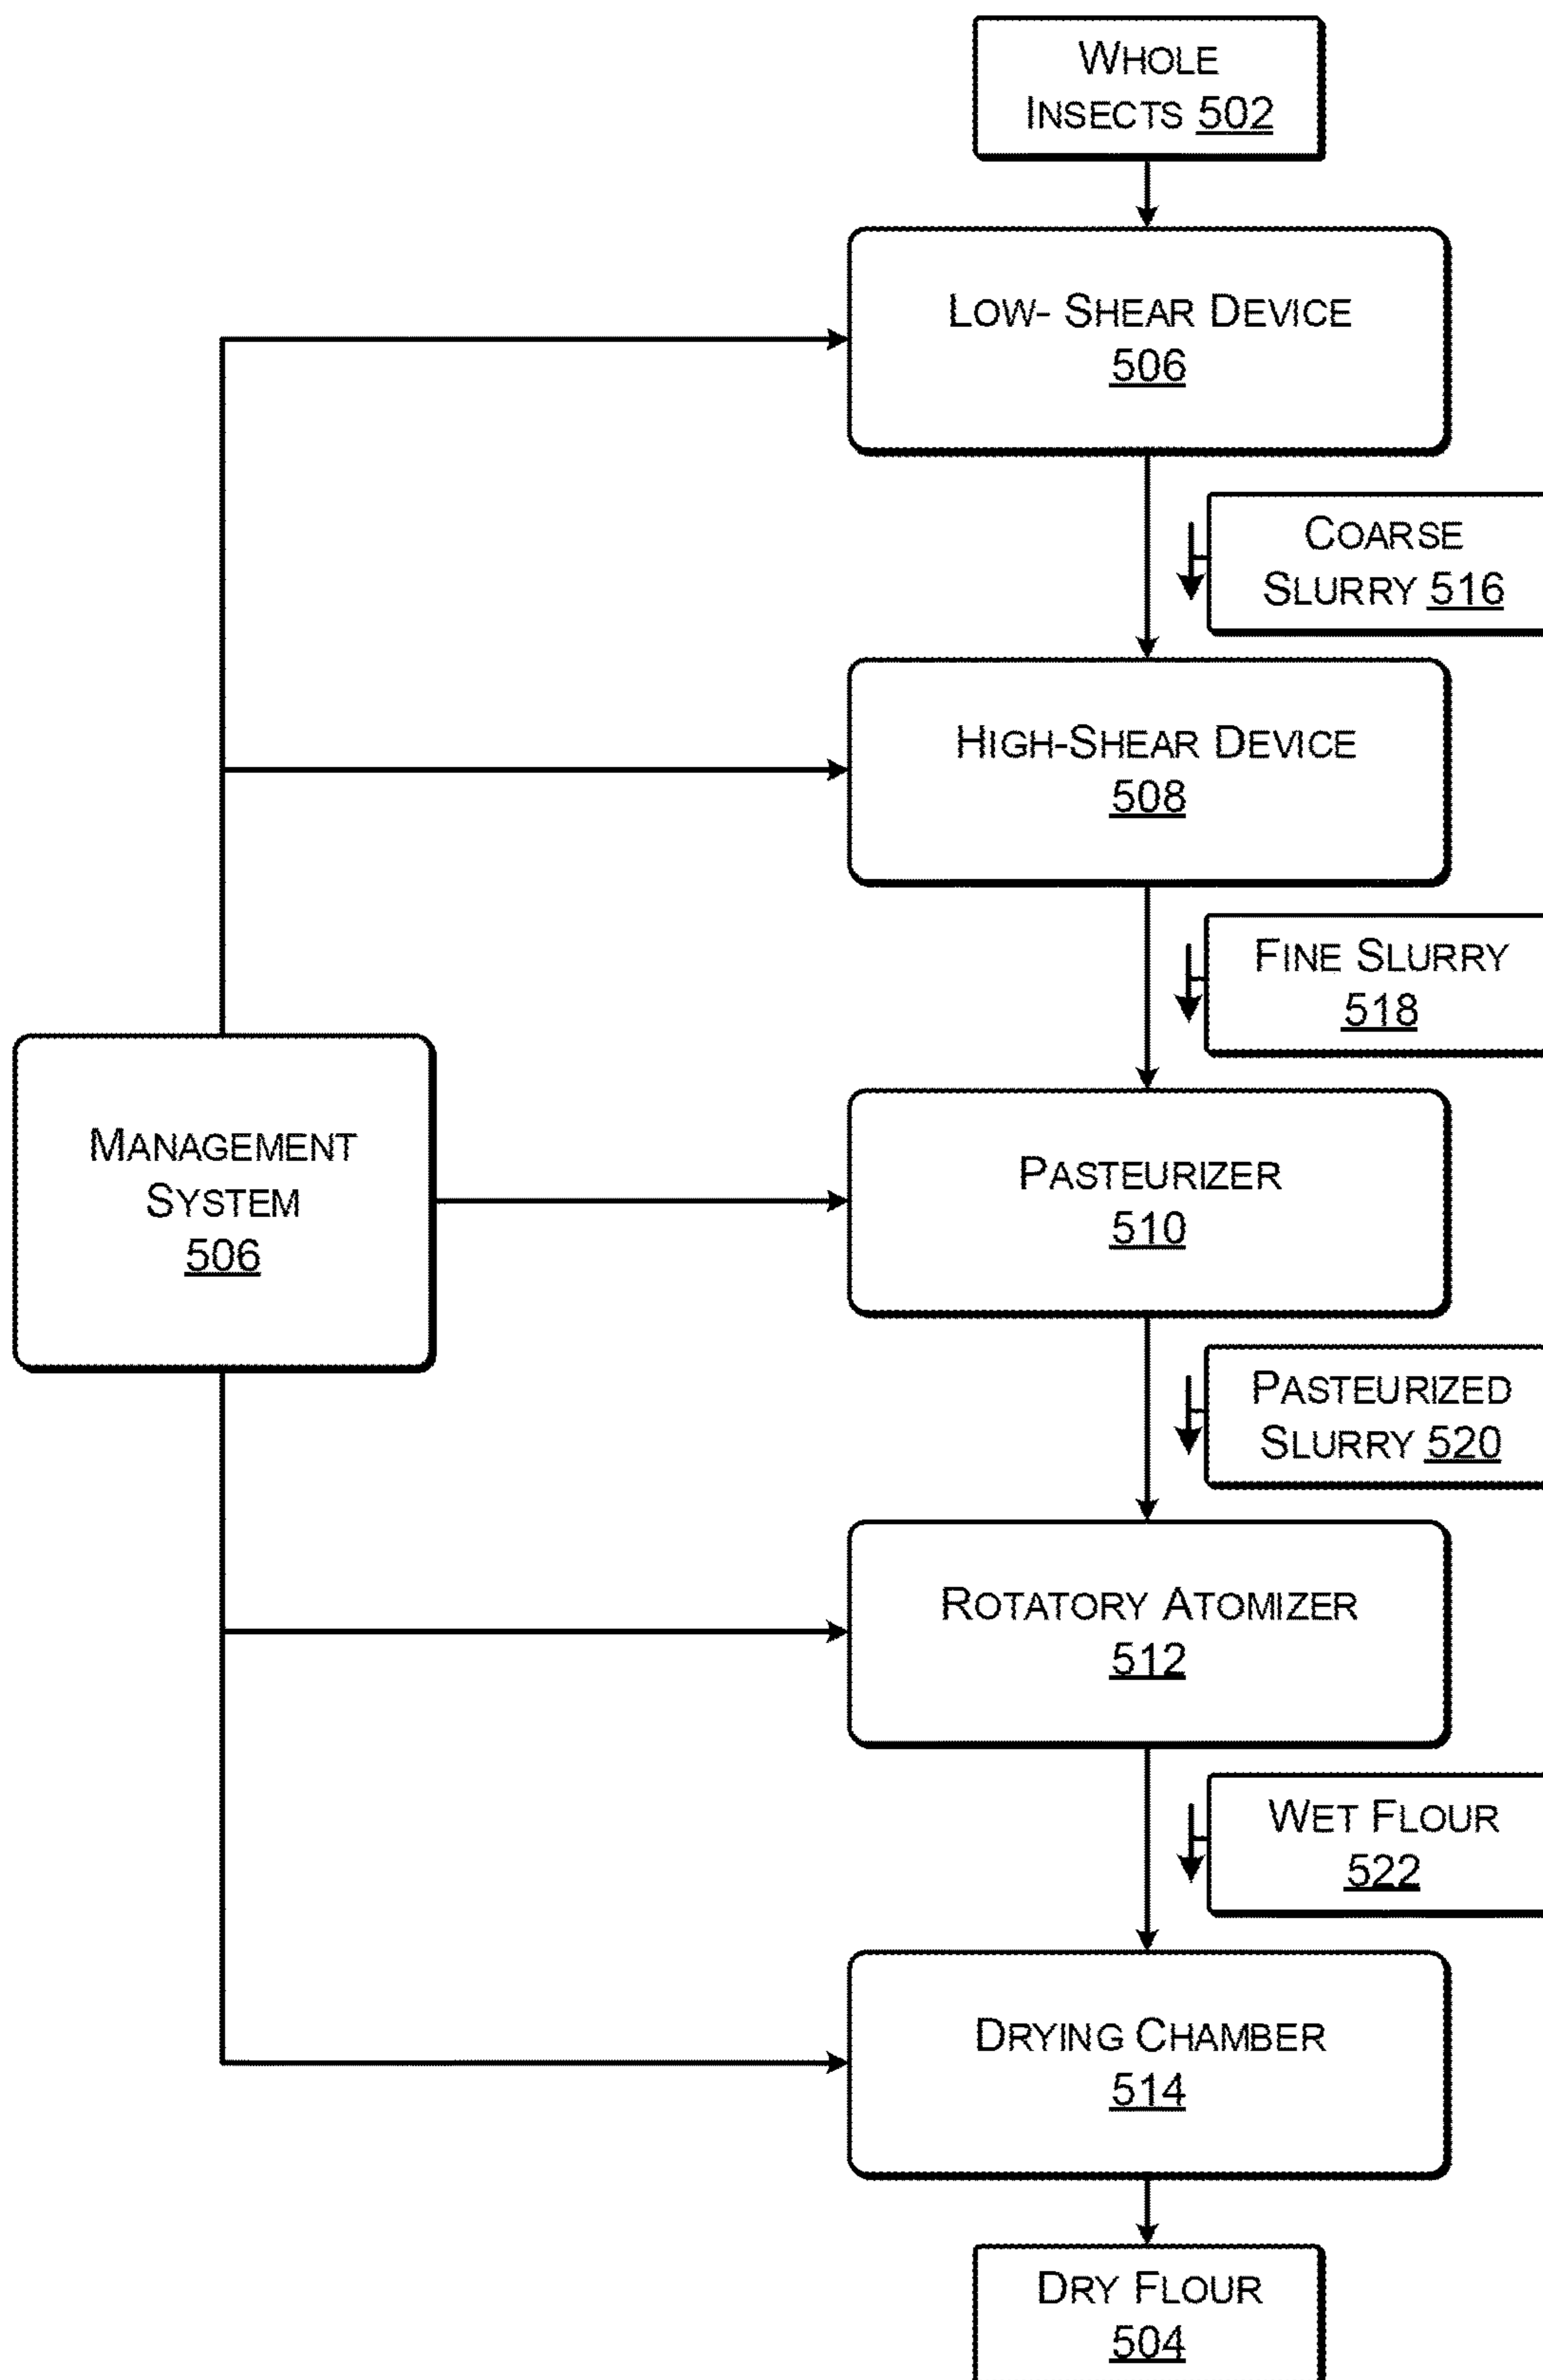 WHOLE
INSECTS 502
LOW- SHEAR DEVICE
506
COARSE
SLURRY 516
HIGH-SHEAR DEVICE
508
FINE SLURRY
518
MANAGEMENT
SYSTEM
506
PASTEURIZER
510
PASTEURIZED
SLURRY 520
ROTATORY ATOMIZER
512
WET FLOUR
522
DRYING CHAMBER
514
DRY FLOUR
504